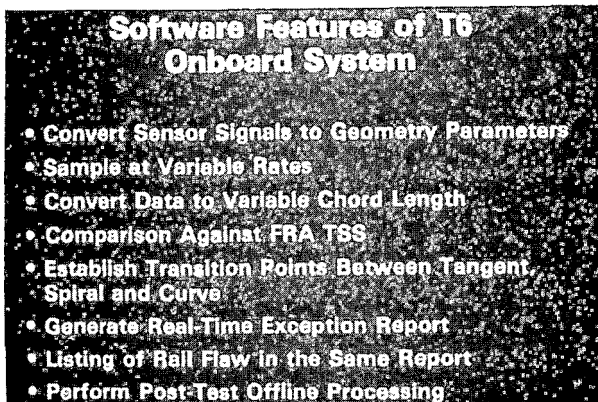 Software Features of T6
Onboard System
• Convert Sensor Signals to Geometry Parameters
• Sample at Variable Rates
• Convert Data to Variable Chord Length
• Comparison Against FRA TSS
• Establish Transition Points Between Tangent,
Spiral and Curve
• Generate Real-Time Exception Report
• Listing of Rail Flaw in the Same Report
• Perform Post-Test Offline Processing